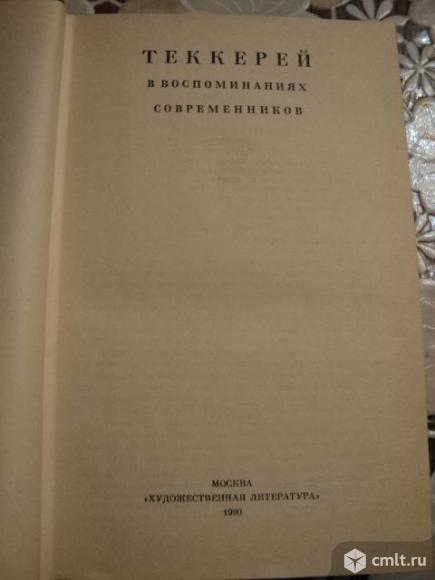 ТЕККЕРЕЙ
В ВОСПОМИНАНИЯХ
СОВРЕМЕННИКОВ
МОСКВА
«ХУДОЖЕСТВЕННАЯ ЛИТЕРАТУРА»
1990
cmlt.ru